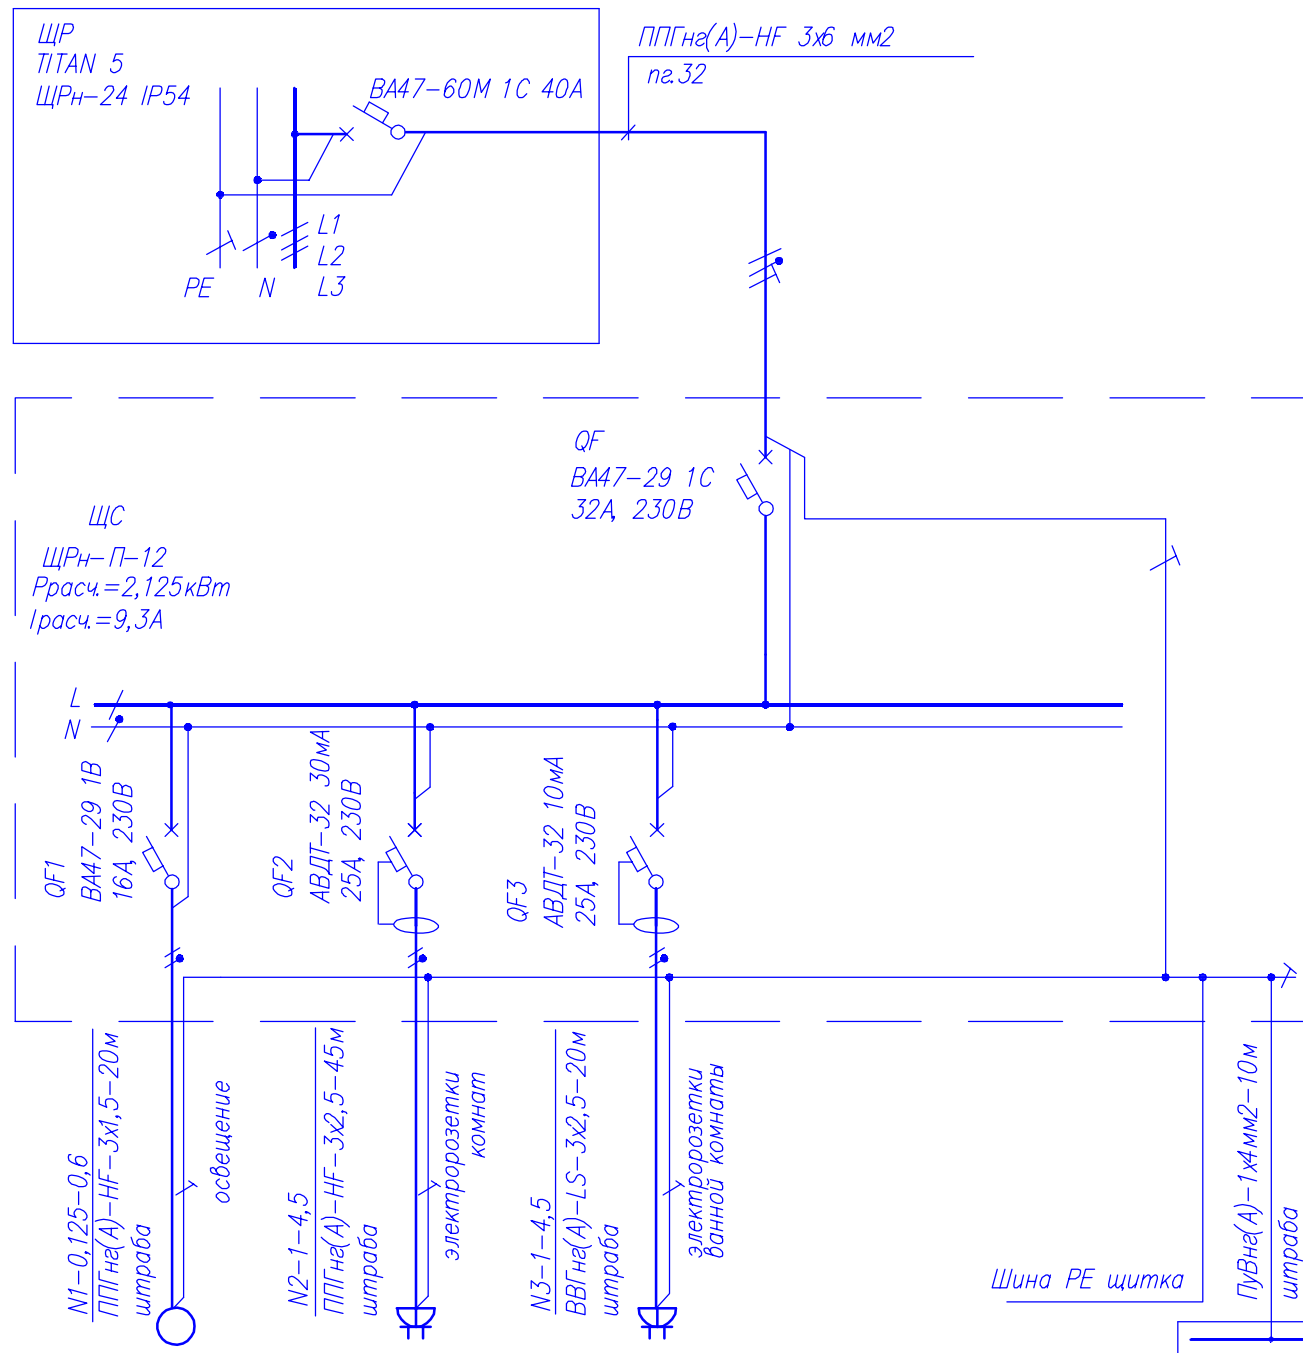 ЩР
TITAN 5
ЩРн-24 IP54
ВА47-60М 1С 40А
ППГнг(А)-HF 3х6 мм2
пг.32
L1
L2
L3
PE
N
QF
ВА47-29 1С
32А, 230В
ЩС
ЩРн-П-12
Ррасч.=2,125кВт
Iрасч.=9,3А
L
N
QF1
ВА47-29 1В
16А, 230В
QF2
АВДТ-32 30мА
25А, 230В
QF3
АВДТ-32 10мА
25А, 230В
N1-0,125-0,6
ППГнг(А)-HF-3х1,5-20м
штраба
освещение
N2-1-4,5
ППГнг(А)-HF-3х2,5-45м
штраба
электророзетки
комнат
N3-1-4,5
ВВГнг(А)-LS-3х2,5-20м
штраба
электророзетки
ванной комнаты
Шина PE щитка
ПуВнг(А)-1х4мм2-10м
штраба